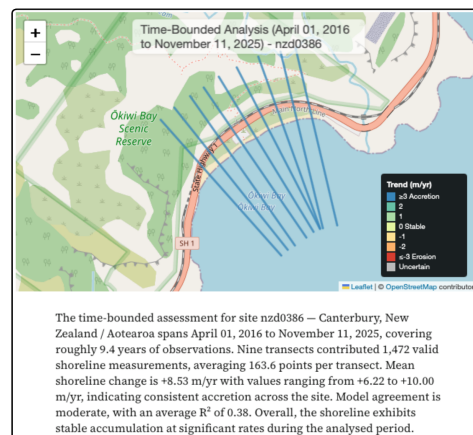 +
−
Time-Bounded Analysis (April 01, 2016
to November 11, 2025) - nzd0386
Ōkiwi Bay
Scenic
Reserve
Main North Line
State Highway 1
Ōkiwi Bay
Ōkiwi Bay
SH 1
Trend (m/yr)
≥3 Accretion
2
1
0 Stable
-1
-2
≤-3 Erosion
Uncertain
Leaflet | © OpenStreetMap contributor
The time-bounded assessment for site nzd0386 — Canterbury, New
Zealand / Aotearoa spans April 01, 2016 to November 11, 2025, covering
roughly 9.4 years of observations. Nine transects contributed 1,472 valid
shoreline measurements, averaging 163.6 points per transect. Mean
shoreline change is +8.53 m/yr with values ranging from +6.22 to +10.00
m/yr, indicating consistent accretion across the site. Model agreement is
moderate, with an average R² of 0.38. Overall, the shoreline exhibits
stable accumulation at significant rates during the analysed period.